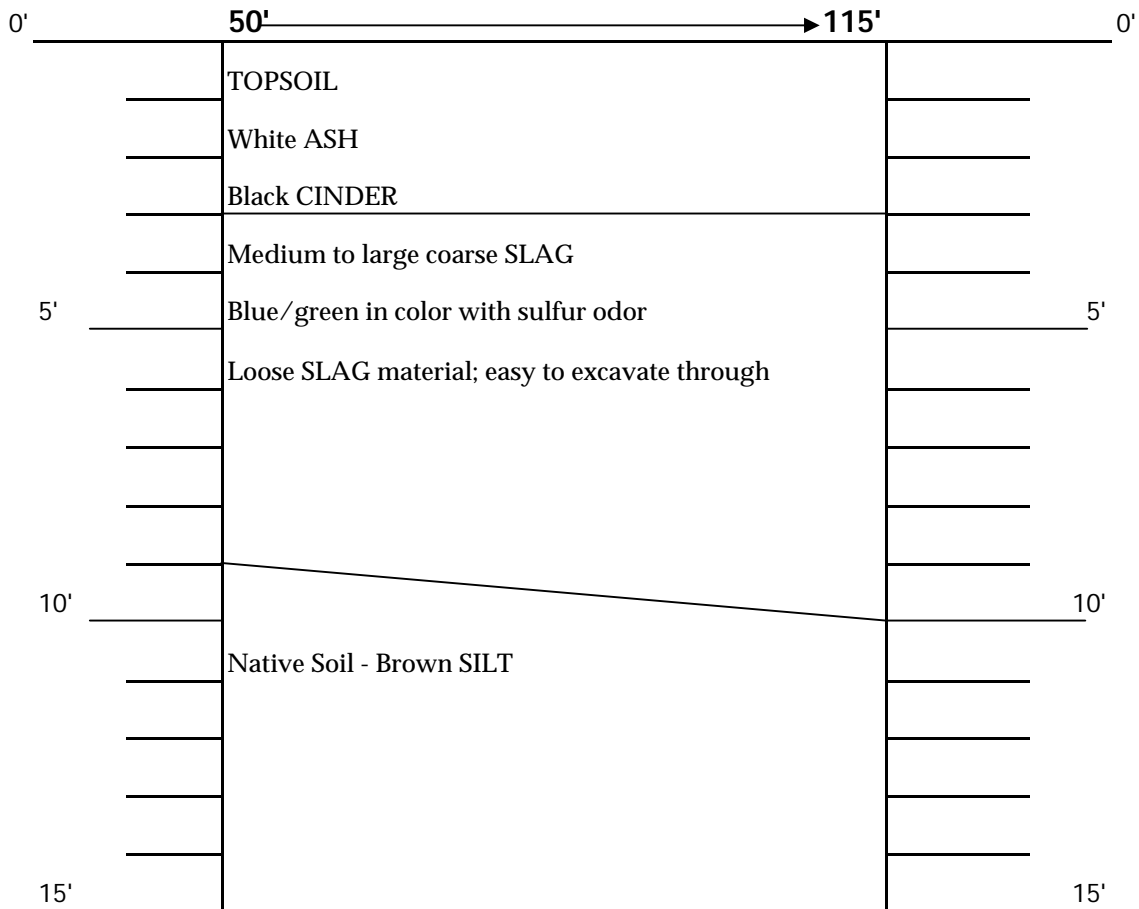 0' 50' 115' 0'
TOPSOIL
White ASH
Black CINDER
Medium to large coarse SLAG
5' Blue/green in color with sulfur odor 5'
Loose SLAG material; easy to excavate through
10' 10'
Native Soil - Brown SILT
15' 15'